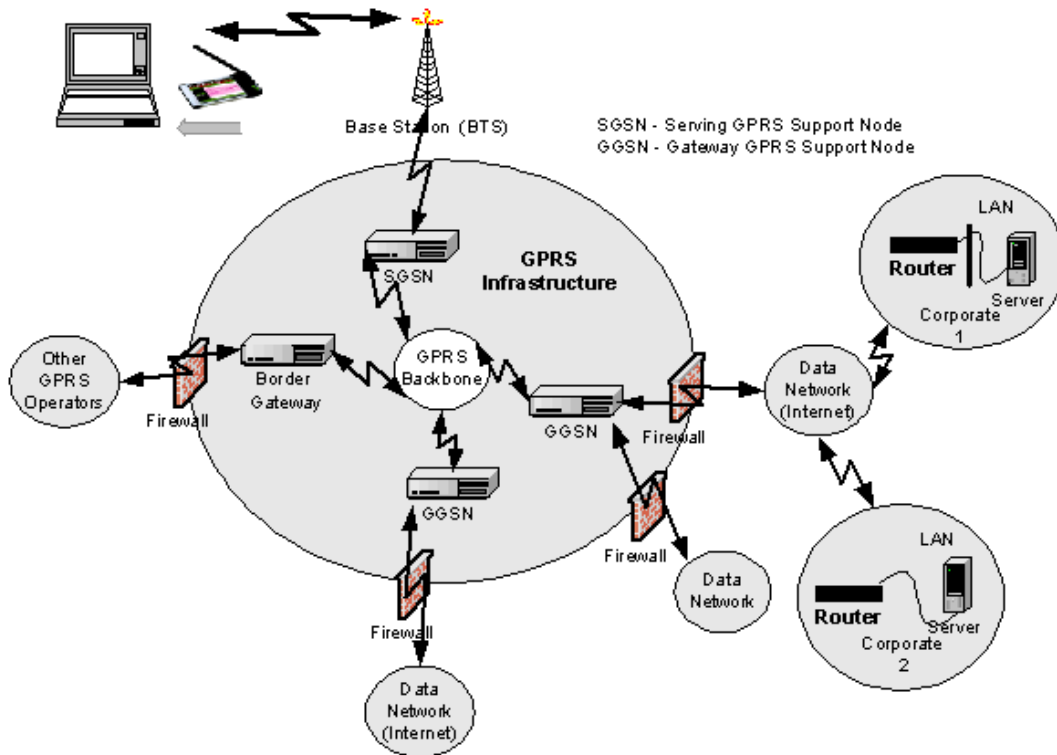 Base Station (BTS)
SGSN - Serving GPRS Support Node
GGSN - Gateway GPRS Support Node
SGSN
GPRS
Infrastructure
LAN
Router
Server
Corporate
1
Other
GPRS
Operators
Firewall
Border
Gateway
GPRS
Backbone
GGSN
Firewall
Data
Network
(Internet)
GGSN
Firewall
Data
Network
LAN
Router
Server
Corporate
2
Firewall
Data
Network
(Internet)